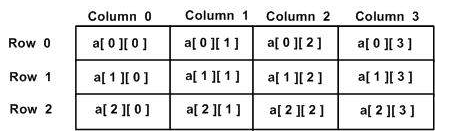 Column 0 Column 1 Column 2 Column 3
Row 0 a[ 0 ][ 0 ] a[ 0 ][ 1 ] a[ 0 ][ 2 ] a[ 0 ][ 3 ]
Row 1 a[ 1 ][ 0 ] a[ 1 ][ 1 ] a[ 1 ][ 2 ] a[ 1 ][ 3 ]
Row 2 a[ 2 ][ 0 ] a[ 2 ][ 1 ] a[ 2 ][ 2 ] a[ 2 ][ 3 ]